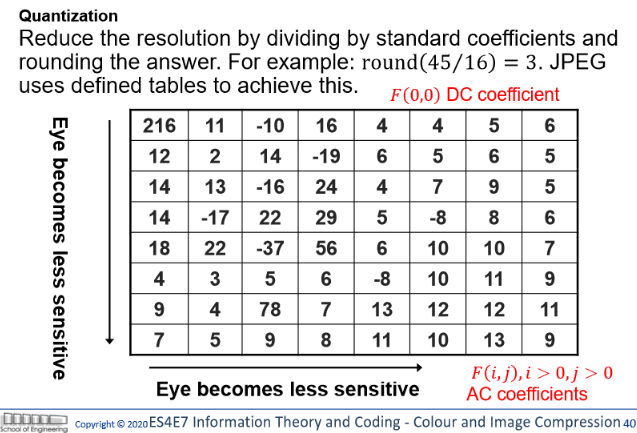 Quantization
Reduce the resolution by dividing by standard coefficients and
rounding the answer. For example: round(45/16) = 3. JPEG
uses defined tables to achieve this.
F(0,0) DC coefficient
Eye becomes less sensitive
216 11 -10 16 4 4 5 6
12 2 14 -19 6 5 6 5
14 13 -16 24 4 7 9 5
14 -17 22 29 5 -8 8 6
18 22 -37 56 6 10 10 7
4 3 5 6 -8 10 11 9
9 4 78 7 13 12 12 11
7 5 9 8 11 10 13 9
Eye becomes less sensitive
F(i,j), i > 0, j > 0
AC coefficients
School of Engineering
Copyright © 2020 ES4E7 Information Theory and Coding - Colour and Image Compression 40